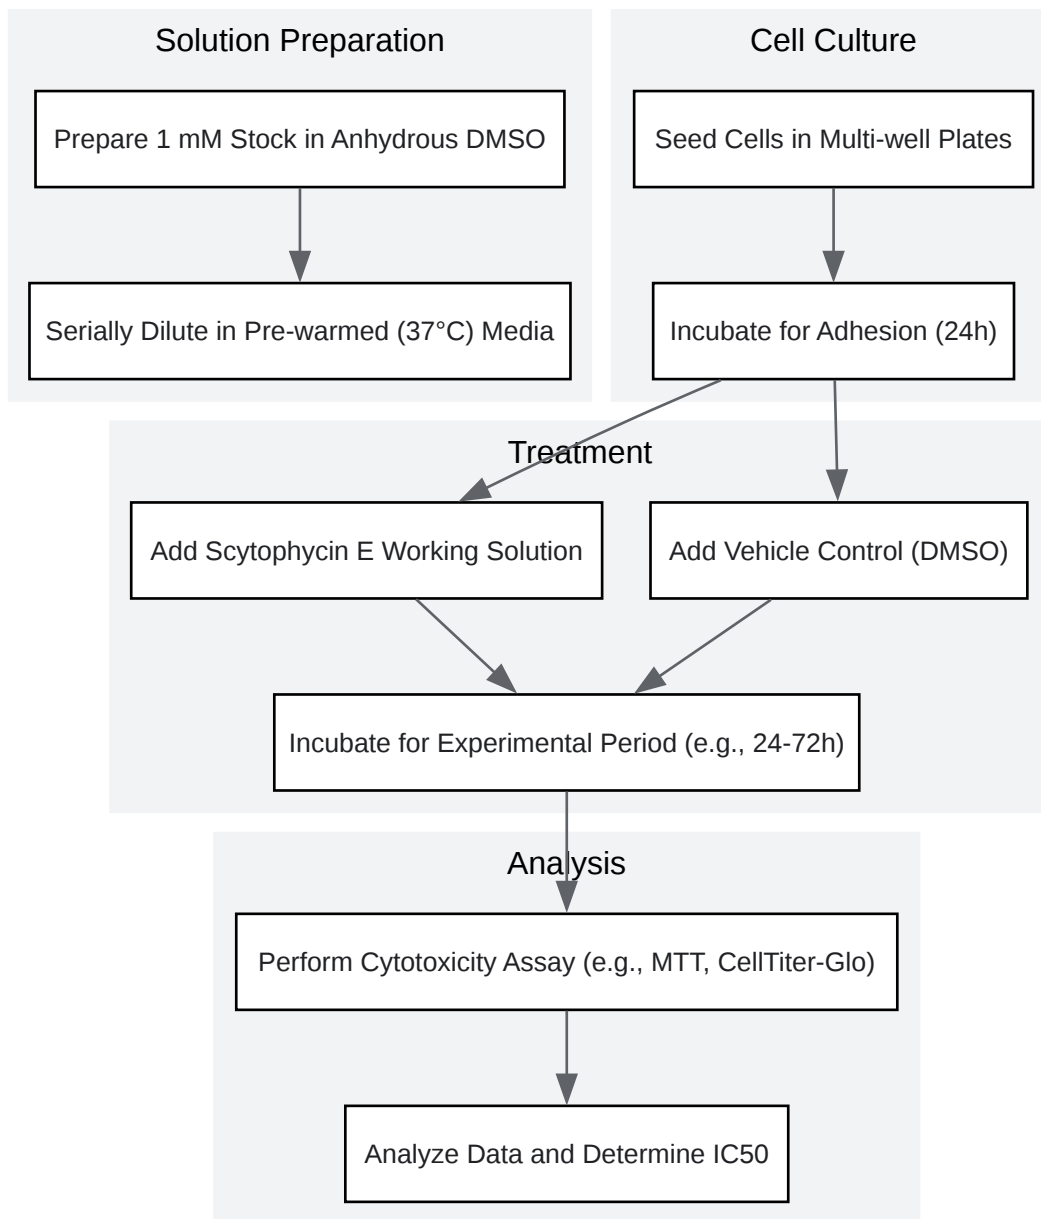 Solution Preparation
Prepare 1 mM Stock in Anhydrous DMSO
Serially Dilute in Pre-warmed (37°C) Media
Cell Culture
Seed Cells in Multi-well Plates
Incubate for Adhesion (24h)
Treatment
Add Scytophycin E Working Solution
Add Vehicle Control (DMSO)
Incubate for Experimental Period (e.g., 24-72h)
Analysis
Perform Cytotoxicity Assay (e.g., MTT, CellTiter-Glo)
Analyze Data and Determine IC50